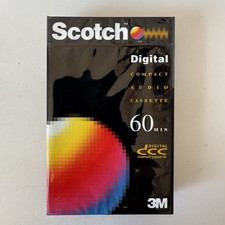 Scotch
Digital
COMPACT
AUDIO
CASSETTE
60 MIN
DIGITAL
dcc
COMPACT CASSETTE
3M